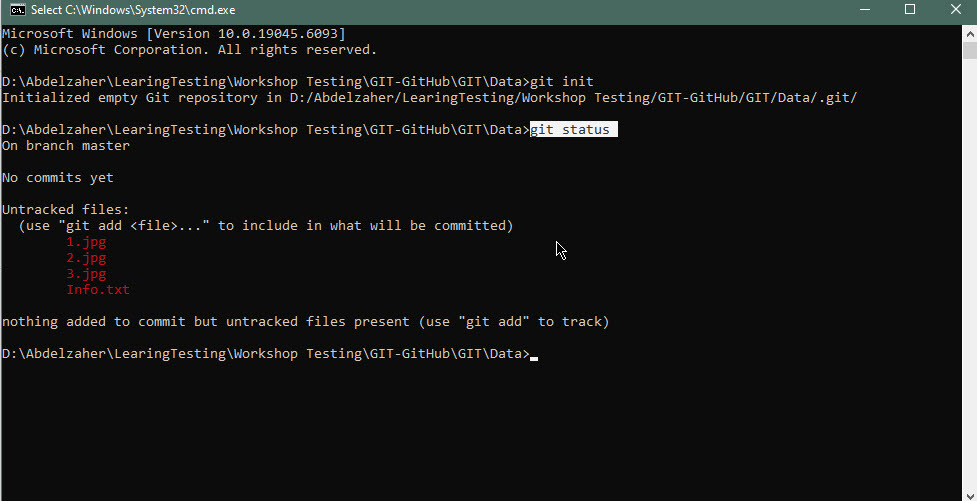 Select C:\Windows\System32\cmd.exe
Microsoft Windows [Version 10.0.19045.6093]
(c) Microsoft Corporation. All rights reserved.
D:\Abdelzaher\LearingTesting\Workshop Testing\GIT-GitHub\GIT\Data>git init
Initialized empty Git repository in D:/Abdelzaher/LearingTesting/Workshop Testing/GIT-GitHub/GIT/Data/.git/
D:\Abdelzaher\LearingTesting\Workshop Testing\GIT-GitHub\GIT\Data>git status
On branch master
No commits yet
Untracked files:
  (use "git add <file>..." to include in what will be committed)
        1.jpg
        2.jpg
        3.jpg
        Info.txt
nothing added to commit but untracked files present (use "git add" to track)
D:\Abdelzaher\LearingTesting\Workshop Testing\GIT-GitHub\GIT\Data>